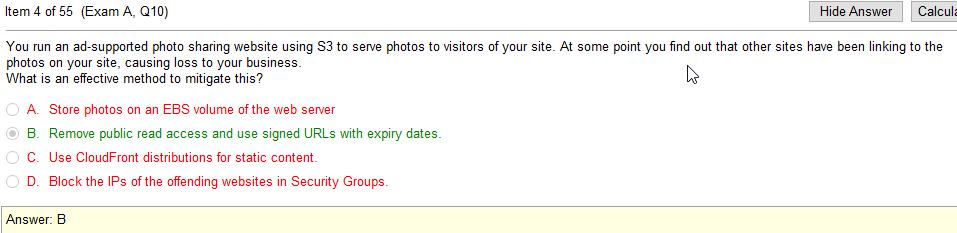 Item 4 of 55 (Exam A, Q10)
Hide Answer
You run an ad-supported photo sharing website using S3 to serve photos to visitors of your site. At some point you find out that other sites have been linking to the
photos on your site, causing loss to your business.
What is an effective method to mitigate this?
A. Store photos on an EBS volume of the web server
B. Remove public read access and use signed URLs with expiry dates.
C. Use CloudFront distributions for static content.
D. Block the IPs of the offending websites in Security Groups.
Answer: B